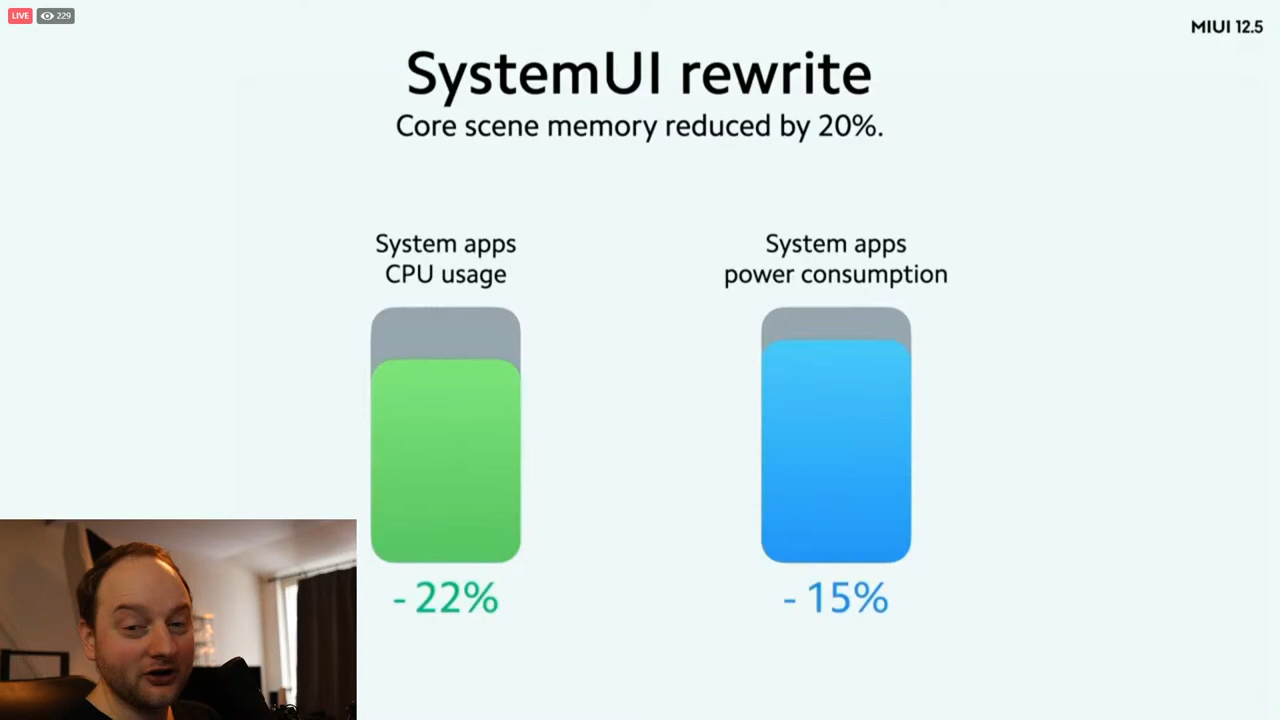 LIVE 229
MIUI 12.5
SystemUI rewrite
Core scene memory reduced by 20%.
System apps
CPU usage
System apps
power consumption
- 22%
- 15%